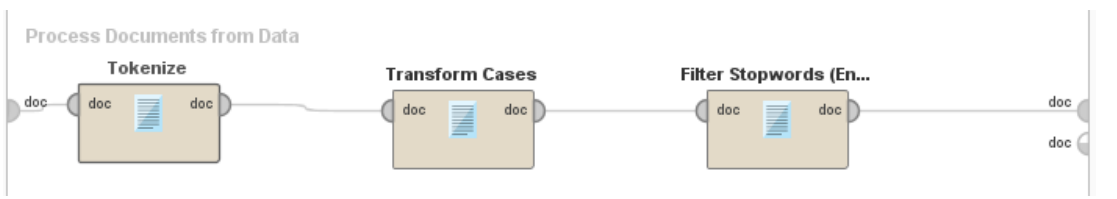 Process Documents from Data
Tokenize
Transform Cases
Filter Stopwords (En...
doc
doc
doc
doc
doc
doc
doc
doc
doc